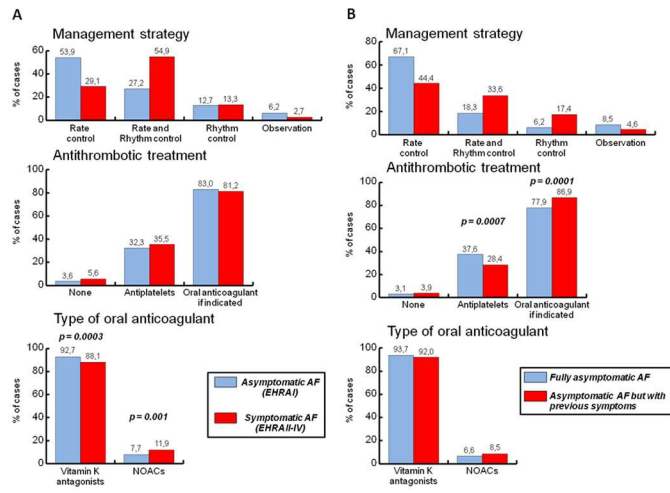 A
Management strategy
% of cases
60
40
20
0
53,9
29,1
27,2
54,9
12,7
13,3
6,2
2,7
Rate
control
Rate and
Rhythm control
Rhythm
control
Observation
Antithrombotic treatment
% of cases
100
80
60
40
20
0
3,6
5,6
32,3
35,5
83,0
81,2
None
Antiplatelets
Oral anticoagulant
if indicated
Type of oral anticoagulant
% of cases
100
80
60
40
20
0
p = 0.0003
92,7
88,1
p = 0.001
7,7
11,9
Vitamin K
antagonists
NOACs
Asymptomatic AF
(EHRAI)
Symptomatic AF
(EHRAII-IV)
B
Management strategy
% of cases
80
70
60
40
20
0
67,1
44,4
18,3
33,6
6,2
17,4
8,5
4,6
Rate
control
Rate and
Rhythm control
Rhythm
control
Observation
Antithrombotic treatment
% of cases
100
80
60
40
20
0
3,1
3,9
p = 0.0007
37,6
28,4
p = 0.0001
77,9
86,9
None
Antiplatelets
Oral anticoagulant
if indicated
Type of oral anticoagulant
% of cases
100
80
60
40
20
0
93,7
92,0
6,6
8,5
Vitamin K
antagonists
NOACs
Fully asymptomatic AF
Asymptomatic AF but with
previous symptoms